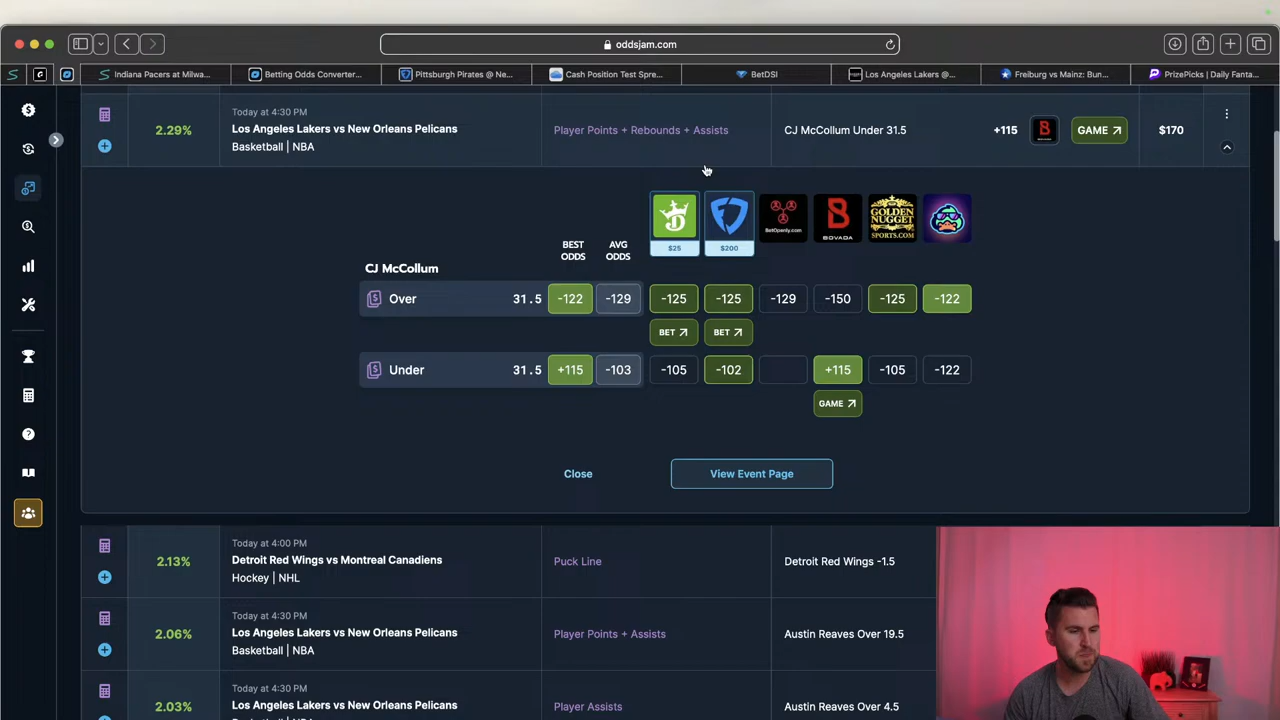 oddsjam.com
Indiana Pacers at Milwa...
Betting Odds Converter...
Pittsburgh Pirates @ Ne...
Cash Position Test Spre...
BetDSI
Los Angeles Lakers @...
Freiburg vs Mainz: Bun...
PrizePicks | Daily Fanta...
2.29%
Today at 4:30 PM
Los Angeles Lakers vs New Orleans Pelicans
Basketball | NBA
Player Points + Rebounds + Assists
CJ McCollum Under 31.5
+115
GAME
$170
BetOpenly.com
BOVADA
GOLDEN
NUGGET
SPORTS.COM
$25
$200
BEST
ODDS
AVG
ODDS
CJ McCollum
Over 31.5 -122 -129 -125 -125 -129 -150 -125 -122
BET BET
Under 31.5 +115 -103 -105 -102 +115 -105 -122
GAME
Close
View Event Page
2.13%
Today at 4:00 PM
Detroit Red Wings vs Montreal Canadiens
Hockey | NHL
Puck Line
Detroit Red Wings -1.5
2.06%
Today at 4:30 PM
Los Angeles Lakers vs New Orleans Pelicans
Basketball | NBA
Player Points + Assists
Austin Reaves Over 19.5
2.03%
Today at 4:30 PM
Los Angeles Lakers vs New Orleans Pelicans
Player Assists
Austin Reaves Over 4.5